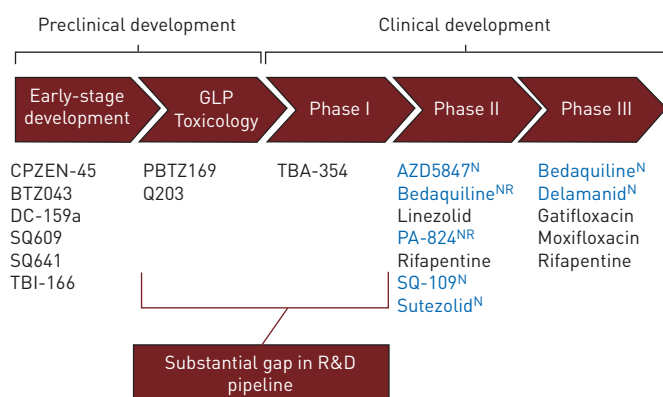 Preclinical development
Clinical development
Early-stage
development
GLP
Toxicology
Phase I
Phase II
Phase III
CPZEN-45
BTZ043
DC-159a
SQ609
SQ641
TBI-166
PBTZ169
Q203
TBA-354
AZD5847ᴺ
Bedaquilineᴺᴿ
Linezolid
PA-824ᴺᴿ
Rifapentine
SQ-109ᴺ
Sutezolidᴺ
Bedaquilineᴺ
Delamanidᴺ
Gatifloxacin
Moxifloxacin
Rifapentine
Substantial gap in R&D
pipeline